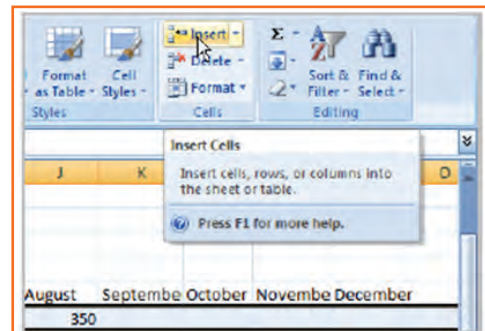 Insert Σ
Format as Table Cell Styles Delete Sort & Filter Find & Select
Format
Styles Cells Editing
Insert Cells
J K O
Insert cells, rows, or columns into
the sheet or table.
Press F1 for more help.
August Septembe October Novembe December
350